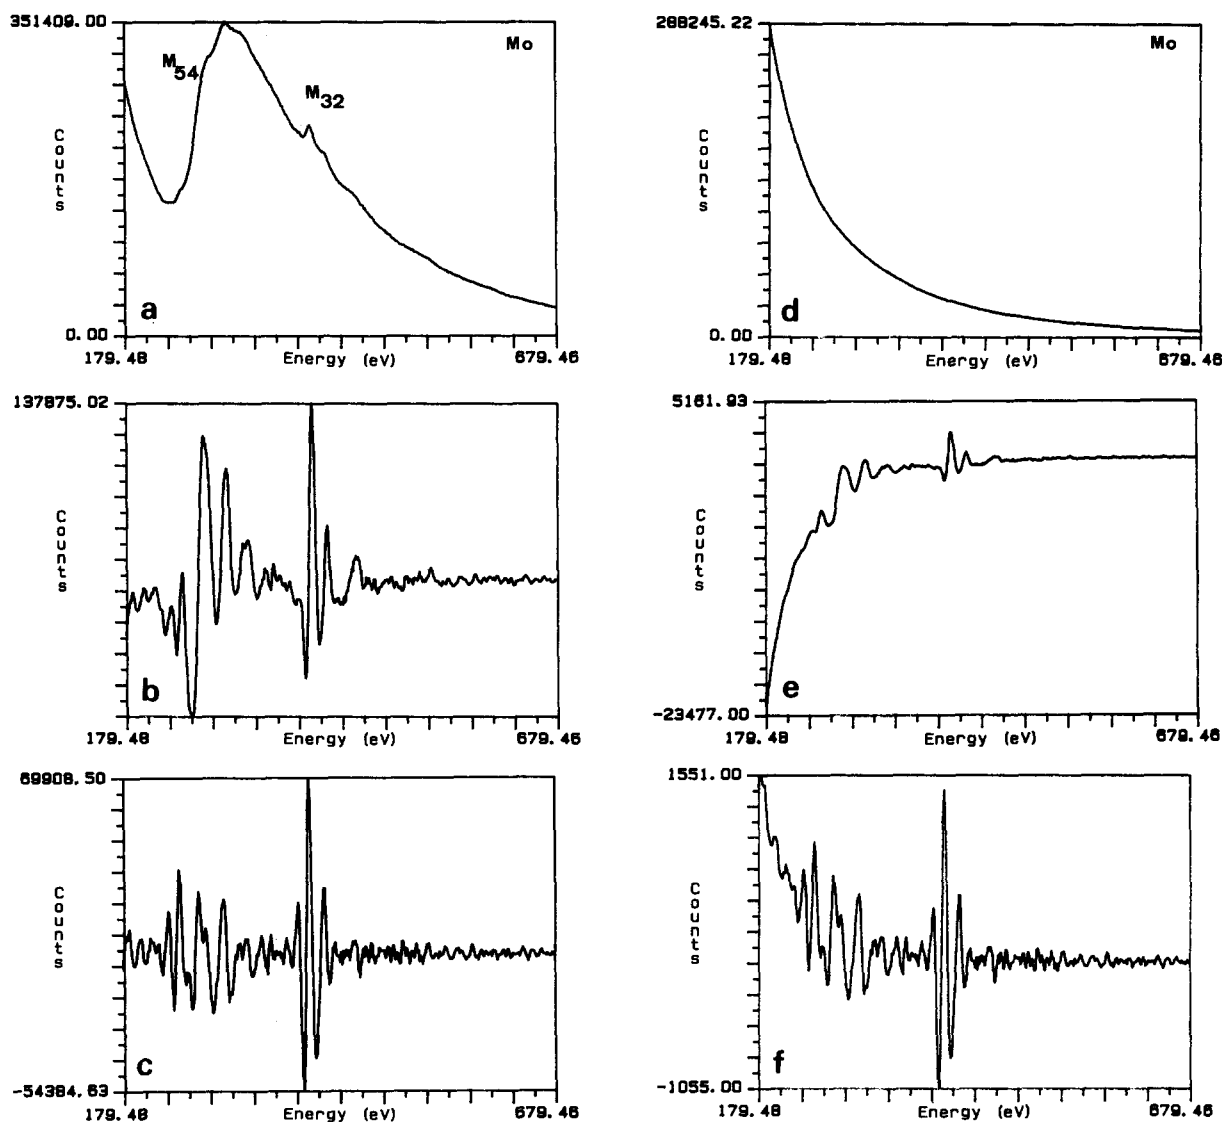 351409.00
Mo
M54
M32
Counts
a
0.00
179.48
Energy (eV)
679.46
288245.22
Mo
Counts
d
0.00
179.48
Energy (eV)
679.46
137875.02
Counts
b
179.48
Energy (eV)
679.46
5161.93
Counts
e
-23477.00
179.48
Energy (eV)
679.46
69908.50
Counts
c
-54384.63
179.48
Energy (eV)
679.46
1551.00
Counts
f
-1055.00
179.48
Energy (eV)
679.46